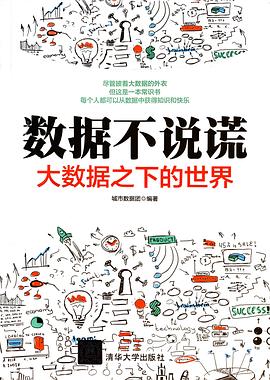 尽管披着大数据的外衣
但这是一本常识书
每个人都可以从数据中获得知识和快乐
数据不说谎
大数据之下的世界
城市数据团◎编著
PRODUCT
清华大学出版社